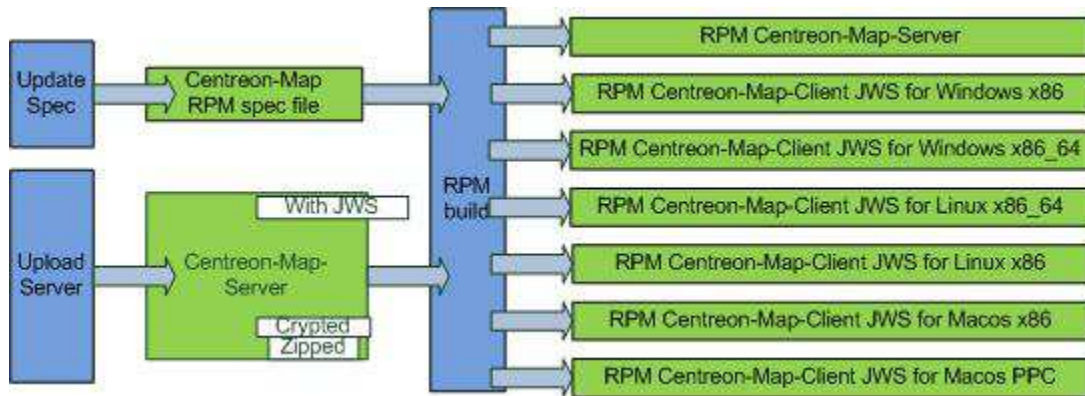 Update
Spec
Centreon-Map
RPM spec file
Upload
Server
With JWS
Centreon-Map-
Server
Crypted
Zipped
RPM
build
RPM Centreon-Map-Server
RPM Centreon-Map-Client JWS for Windows x86
RPM Centreon-Map-Client JWS for Windows x86_64
RPM Centreon-Map-Client JWS for Linux x86_64
RPM Centreon-Map-Client JWS for Linux x86
RPM Centreon-Map-Client JWS for Macos x86
RPM Centreon-Map-Client JWS for Macos PPC